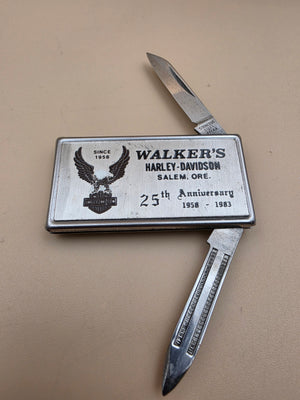 SINCE
1958
WALKER'S
HARLEY-DAVIDSON
SALEM, ORE.
25th Anniversary
1958 - 1983